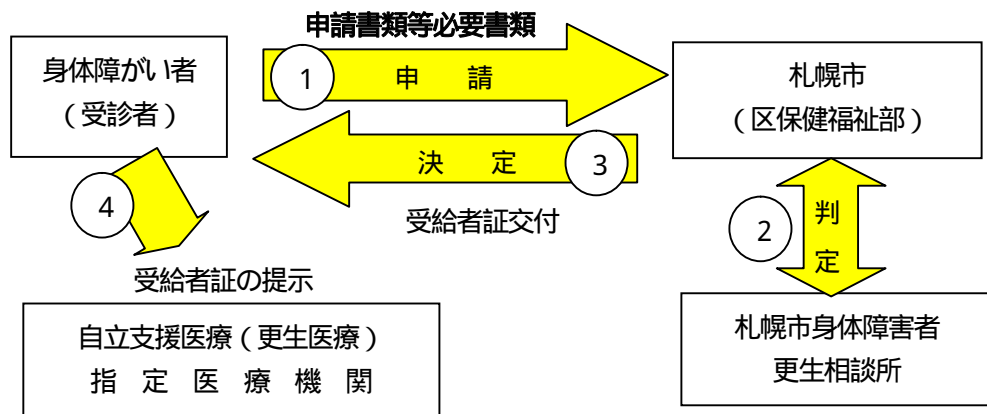 申請書類等必要書類
身体障がい者
（受診者）
1
申　請
札幌市
（区保健福祉部）
決　定
3
受給者証交付
4
2
判
定
受給者証の提示
自立支援医療（更生医療）
指　定　医　療　機　関
札幌市身体障害者
更生相談所